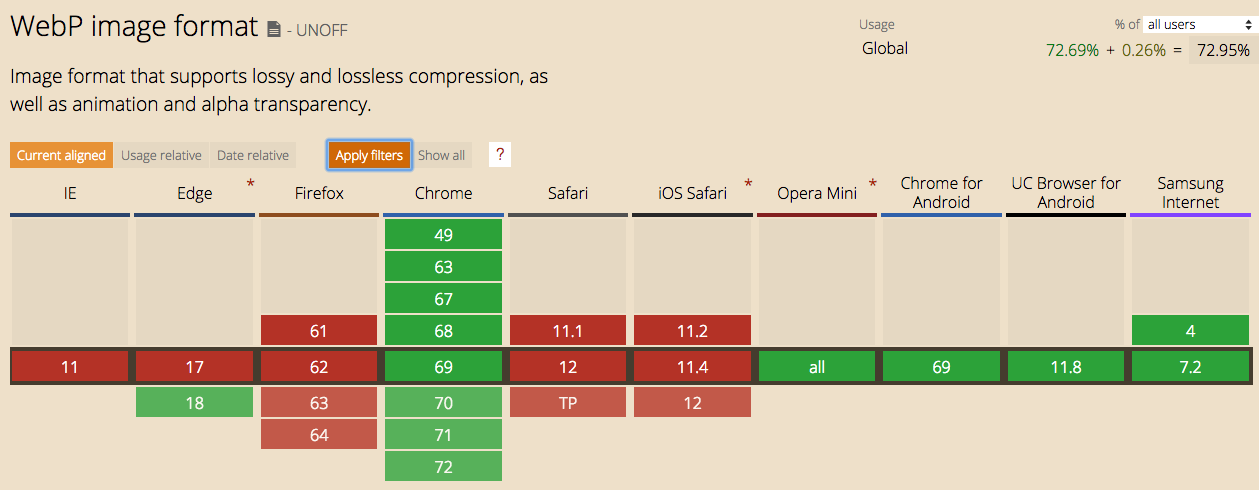 WebP image format - UNOFF
Usage % of all users
Global 72.69% + 0.26% = 72.95%
Image format that supports lossy and lossless compression, as
well as animation and alpha transparency.
Current aligned Usage relative Date relative Apply filters Show all ?
IE Edge * Firefox Chrome Safari iOS Safari * Opera Mini * Chrome for Android UC Browser for Android Samsung Internet
49
63
67
61 68 11.1 11.2 4
11 17 62 69 12 11.4 all 69 11.8 7.2
18 63 70 TP 12
64 71
72